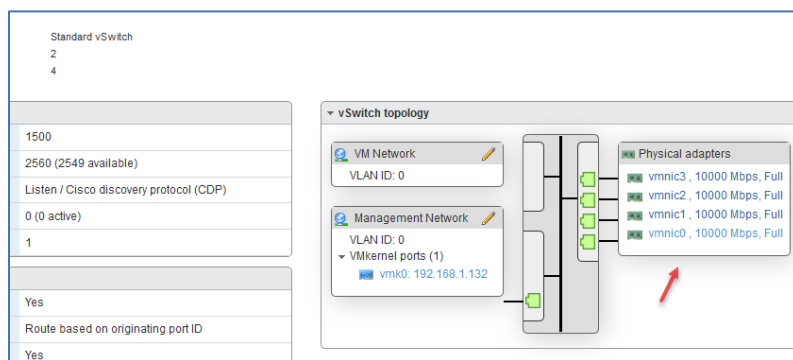 Standard vSwitch
2
4
1500
2560 (2549 available)
Listen / Cisco discovery protocol (CDP)
0 (0 active)
1
Yes
Route based on originating port ID
Yes
vSwitch topology
VM Network
VLAN ID: 0
Management Network
VLAN ID: 0
VMkernel ports (1)
vmk0: 192.168.1.132
Physical adapters
vmnic3 , 10000 Mbps, Full
vmnic2 , 10000 Mbps, Full
vmnic1 , 10000 Mbps, Full
vmnic0 , 10000 Mbps, Full